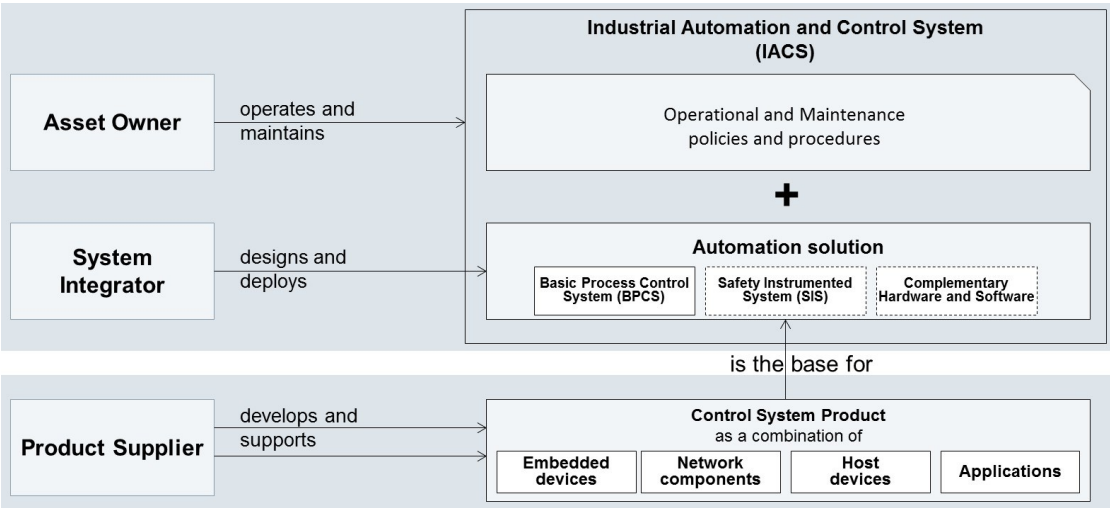 Industrial Automation and Control System
(IACS)
Asset Owner
operates and
maintains
Operational and Maintenance
policies and procedures
+
System
Integrator
designs and
deploys
Automation solution
Basic Process Control
System (BPCS)
Safety Instrumented
System (SIS)
Complementary
Hardware and Software
is the base for
Product Supplier
develops and
supports
Control System Product
as a combination of
Embedded
devices
Network
components
Host
devices
Applications